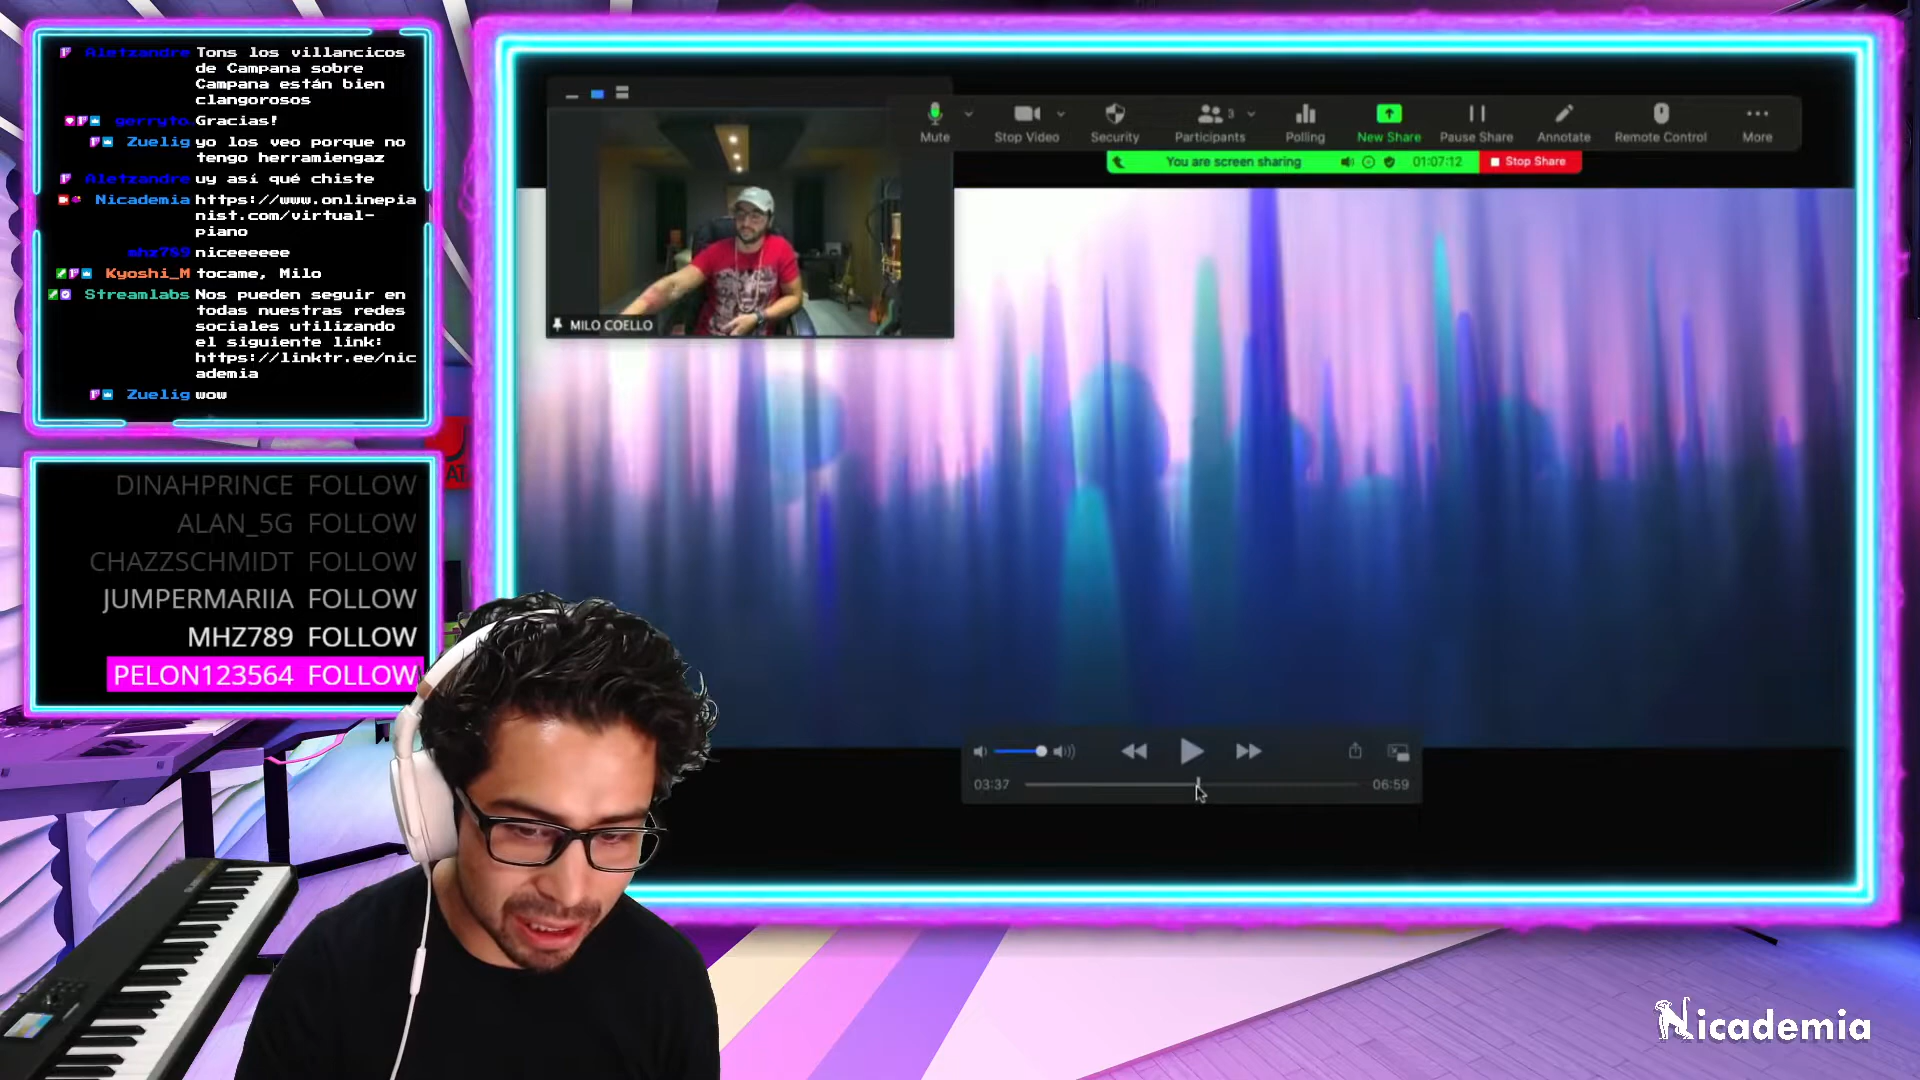 Aletzandre Tons los villancicos
de Campana sobre
Campana están bien
clangorosos
gerryto_ Gracias!
Zuelig yo los veo porque no
tengo herramiengaz
Aletzandre uy así qué chiste
Nicademia https://www.onlinepia
nist.com/virtual-
piano
mhz789 niceeeeee
Kyoshi_M tocame, Milo
Streamlabs Nos pueden seguir en
todas nuestras redes
sociales utilizando
el siguiente link:
https://linktr.ee/nic
ademia
Zuelig wow
DINAHPRINCE FOLLOW
ALAN_5G FOLLOW
CHAZZSCHMIDT FOLLOW
JUMPERMARIIA FOLLOW
MHZ789 FOLLOW
PELON123564 FOLLOW
MILO COELLO
3
Mute Stop Video Security Participants Polling New Share Pause Share Annotate Remote Control More
You are screen sharing 01:07:12 Stop Share
03:37 06:59
Nicademia